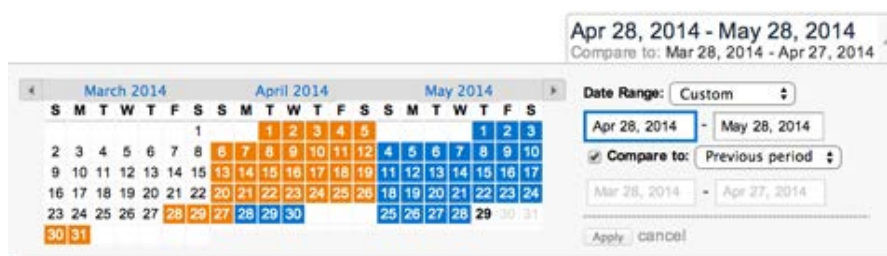 Apr 28, 2014 - May 28, 2014
Compare to: Mar 28, 2014 - Apr 27, 2014
March 2014 April 2014 May 2014
S M T W T F S S M T W T F S S M T W T F S
1 1 2 3 4 5 1 2 3
2 3 4 5 6 7 8 6 7 8 9 10 11 12 4 5 6 7 8 9 10
9 10 11 12 13 14 15 13 14 15 16 17 18 19 11 12 13 14 15 16 17
16 17 18 19 20 21 22 20 21 22 23 24 25 26 18 19 20 21 22 23 24
23 24 25 26 27 28 29 27 28 29 30 25 26 27 28 29 30 31
30 31
Date Range: Custom
Apr 28, 2014 - May 28, 2014
Compare to: Previous period
Mar 28, 2014 - Apr 27, 2014
Apply cancel